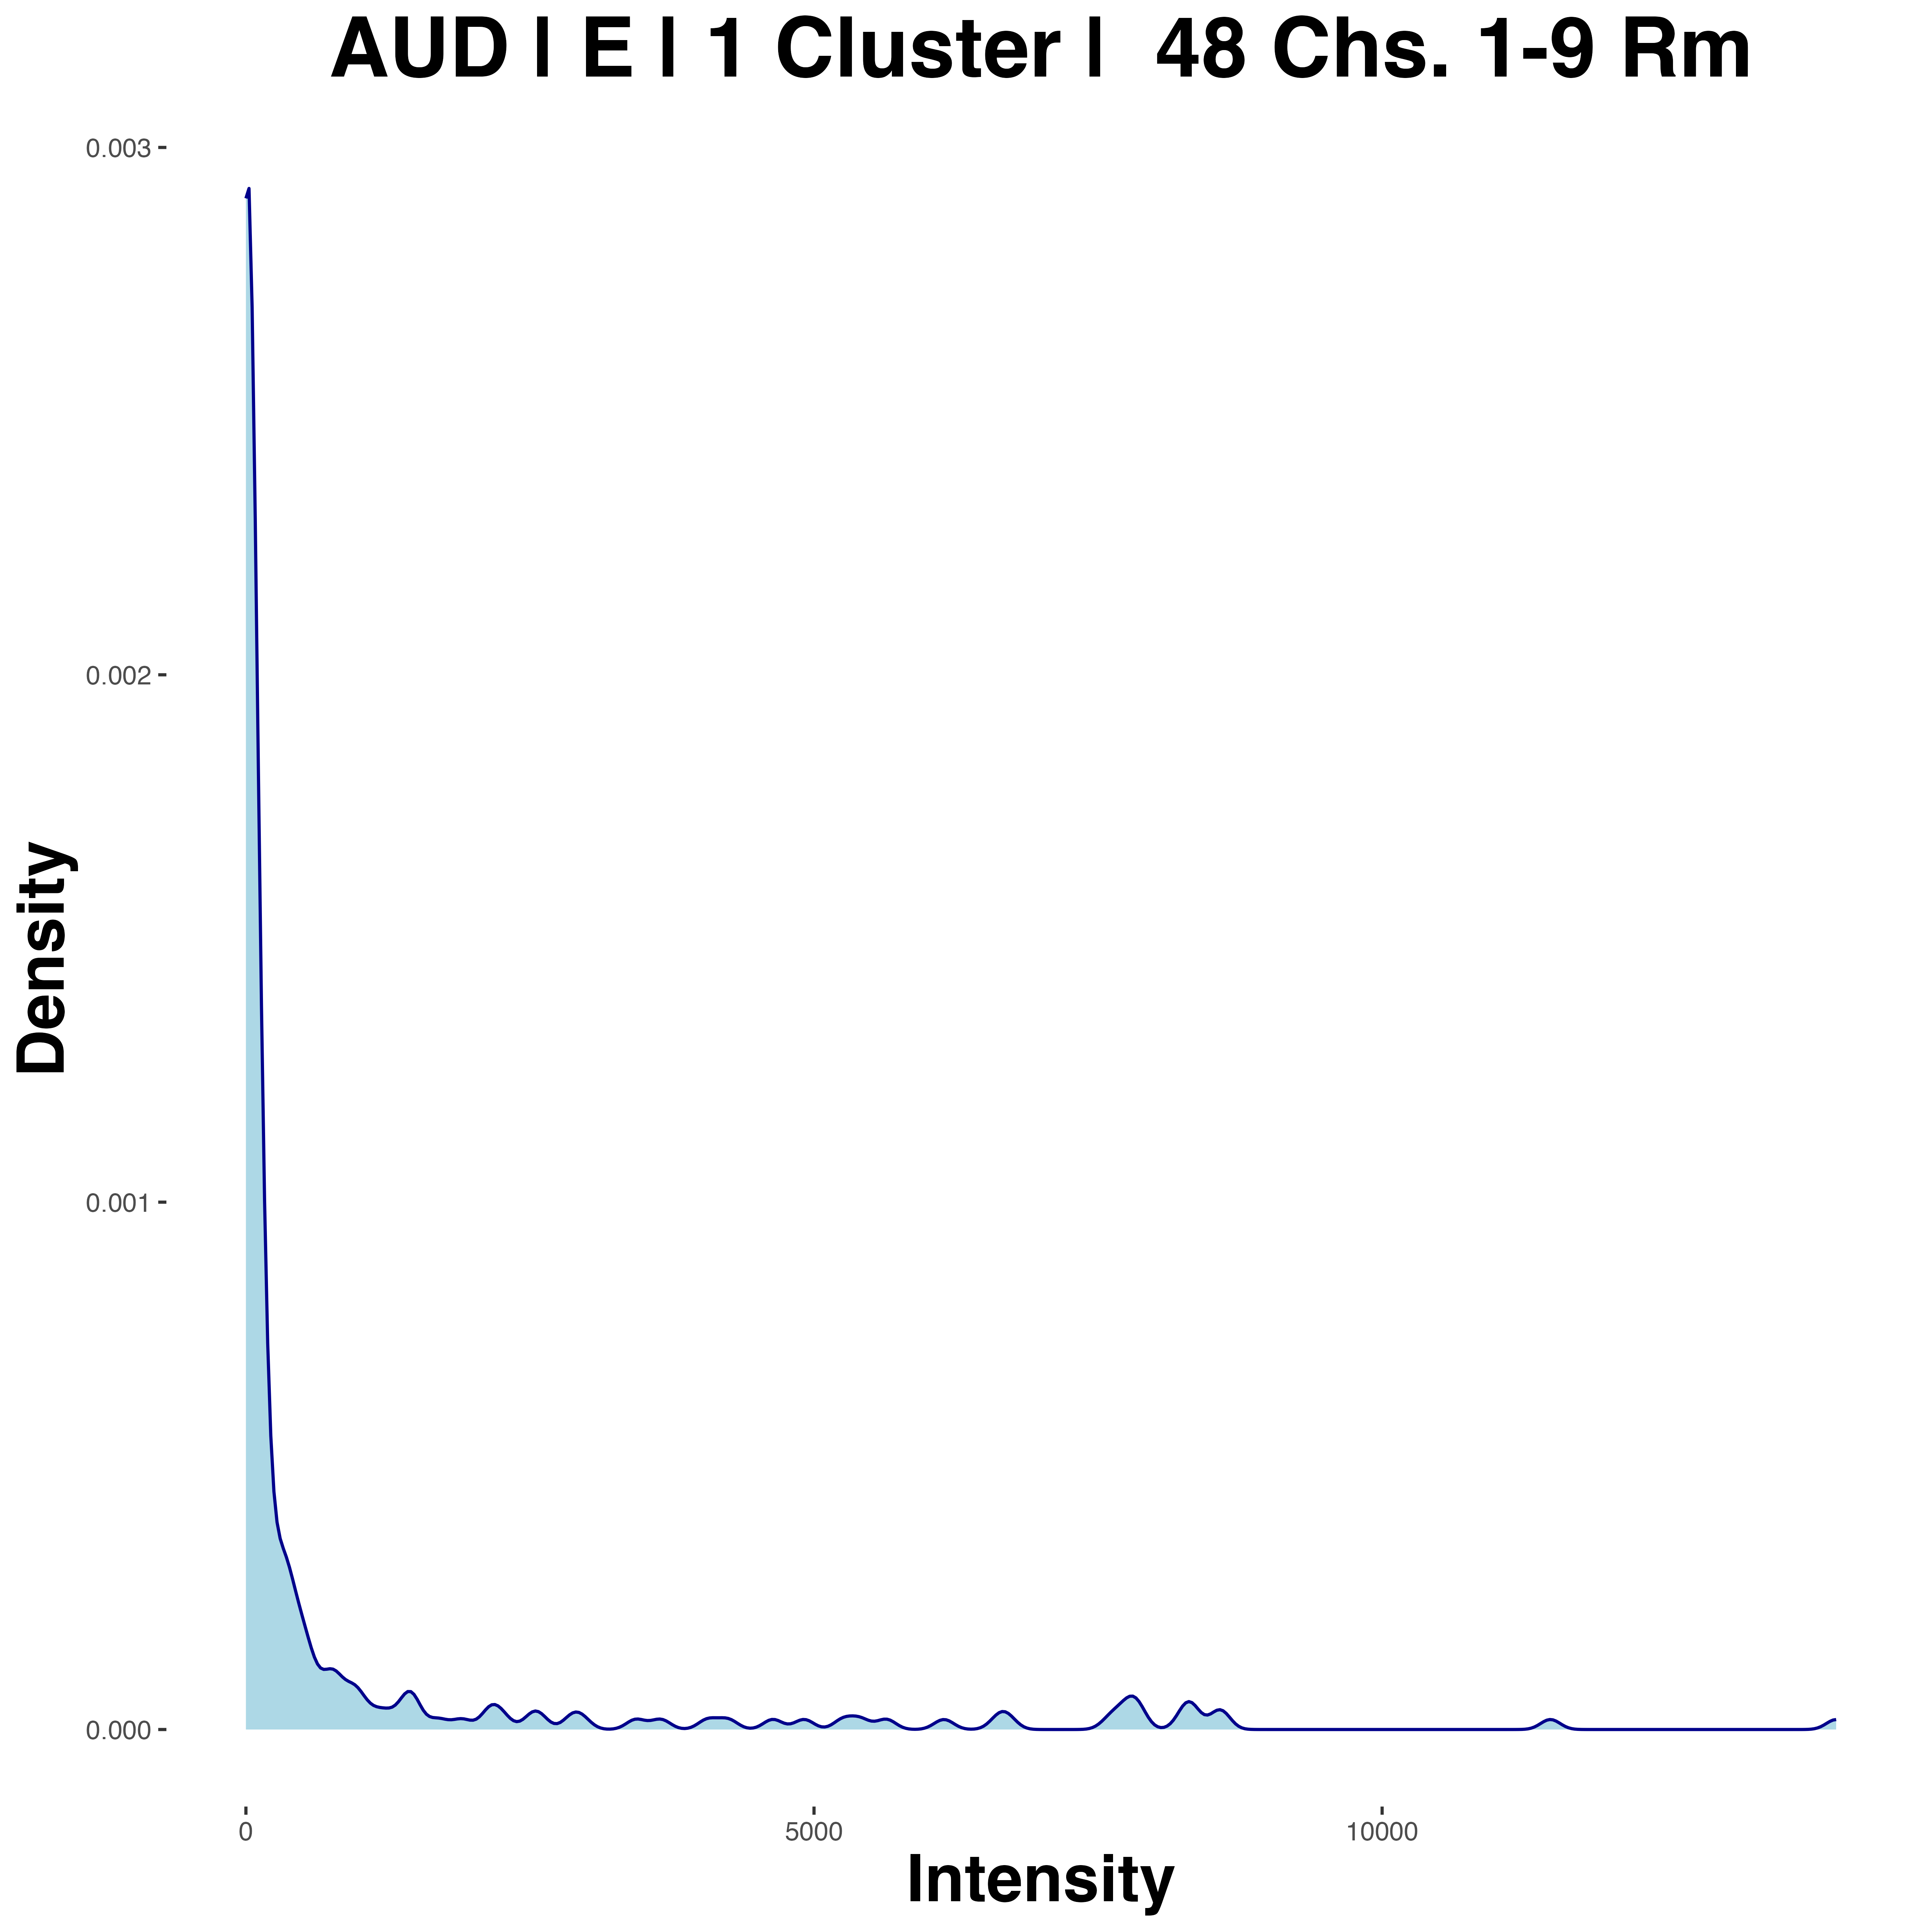 AUD | E | 1 Cluster |  48 Chs. 1-9 Rm
0.003
0.002
0.001
0.000
Density
0
5000
10000
Intensity